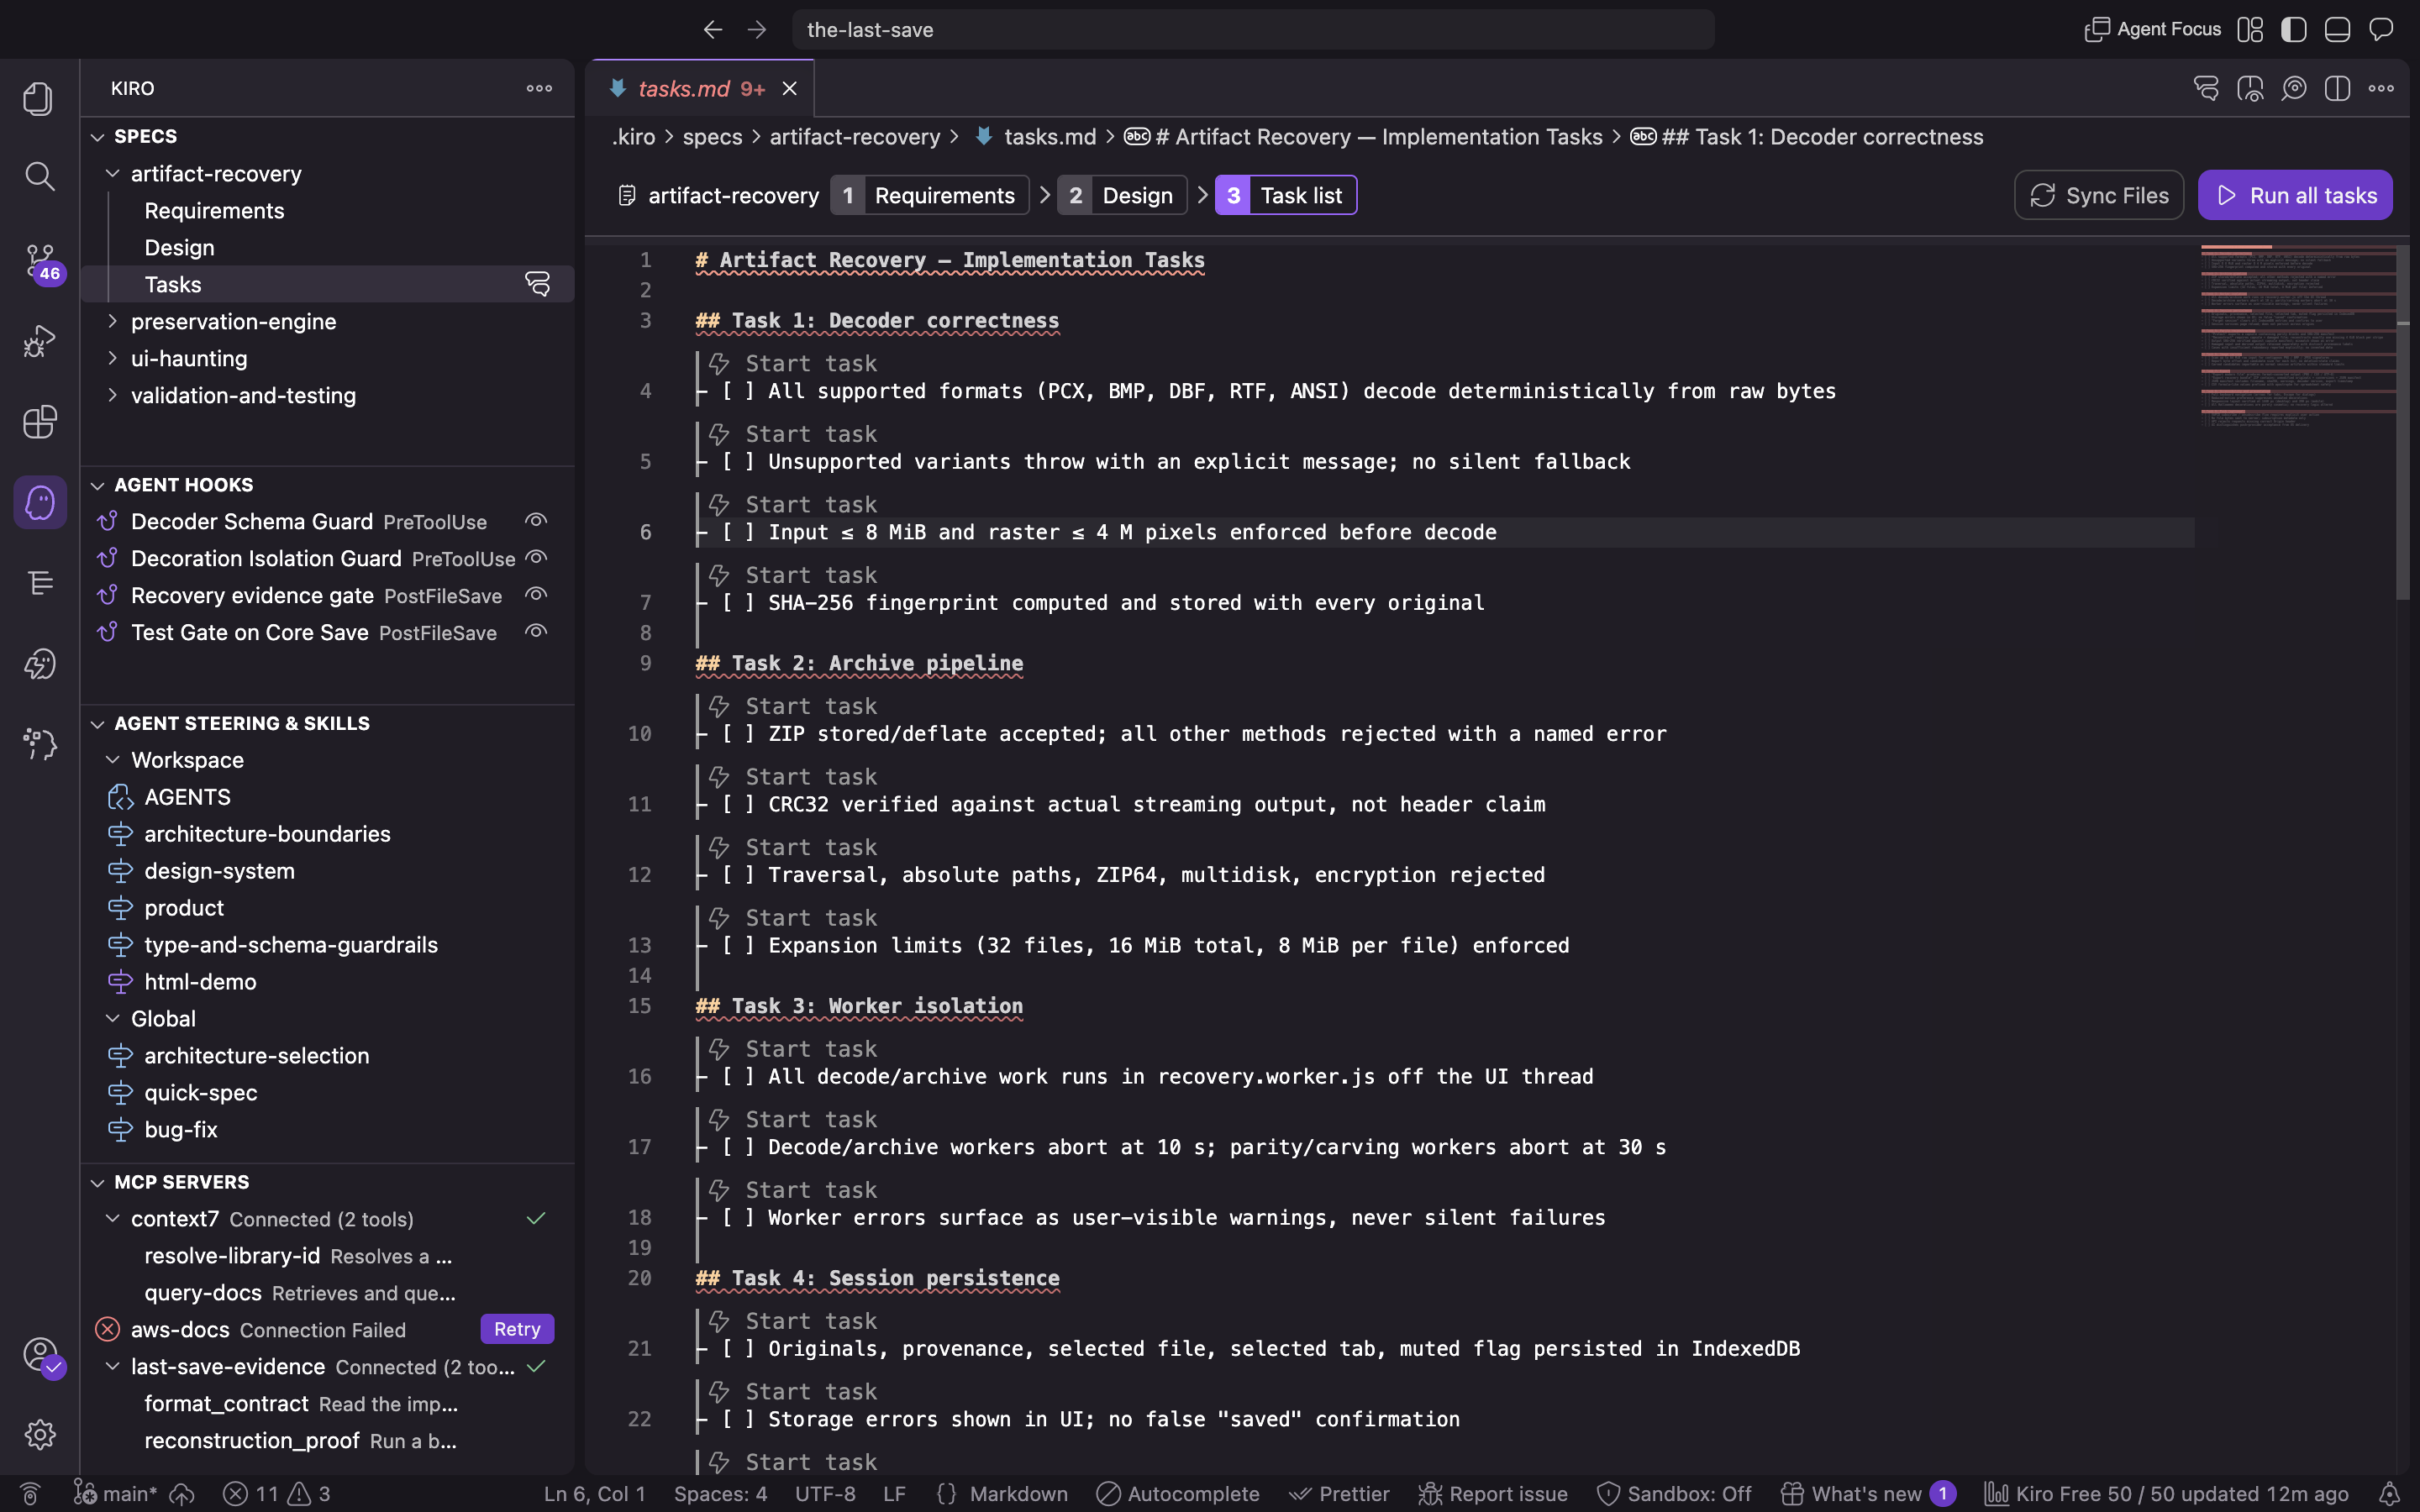 the-last-save
Agent Focus
KIRO
SPECS
artifact-recovery
Requirements
Design
Tasks
preservation-engine
ui-haunting
validation-and-testing
46
AGENT HOOKS
Decoder Schema Guard PreToolUse
Decoration Isolation Guard PreToolUse
Recovery evidence gate PostFileSave
Test Gate on Core Save PostFileSave
AGENT STEERING & SKILLS
Workspace
AGENTS
architecture-boundaries
design-system
product
type-and-schema-guardrails
html-demo
Global
architecture-selection
quick-spec
bug-fix
MCP SERVERS
context7 Connected (2 tools)
resolve-library-id Resolves a ...
query-docs Retrieves and que...
aws-docs Connection Failed Retry
last-save-evidence Connected (2 too...
format_contract Read the imp...
reconstruction_proof Run a b...
tasks.md 9+
.kiro > specs > artifact-recovery > tasks.md > abc # Artifact Recovery — Implementation Tasks > abc ## Task 1: Decoder correctness
artifact-recovery 1 Requirements > 2 Design > 3 Task list
Sync Files Run all tasks
1 # Artifact Recovery — Implementation Tasks
2
3 ## Task 1: Decoder correctness
Start task
4 - [ ] All supported formats (PCX, BMP, DBF, RTF, ANSI) decode deterministically from raw bytes
Start task
5 - [ ] Unsupported variants throw with an explicit message; no silent fallback
Start task
6 - [ ] Input ≤ 8 MiB and raster ≤ 4 M pixels enforced before decode
Start task
7 - [ ] SHA-256 fingerprint computed and stored with every original
8
9 ## Task 2: Archive pipeline
Start task
10 - [ ] ZIP stored/deflate accepted; all other methods rejected with a named error
Start task
11 - [ ] CRC32 verified against actual streaming output, not header claim
Start task
12 - [ ] Traversal, absolute paths, ZIP64, multidisk, encryption rejected
Start task
13 - [ ] Expansion limits (32 files, 16 MiB total, 8 MiB per file) enforced
14
15 ## Task 3: Worker isolation
Start task
16 - [ ] All decode/archive work runs in recovery.worker.js off the UI thread
Start task
17 - [ ] Decode/archive workers abort at 10 s; parity/carving workers abort at 30 s
Start task
18 - [ ] Worker errors surface as user-visible warnings, never silent failures
19
20 ## Task 4: Session persistence
Start task
21 - [ ] Originals, provenance, selected file, selected tab, muted flag persisted in IndexedDB
Start task
22 - [ ] Storage errors shown in UI; no false "saved" confirmation
Start task
main* 11 3
Ln 6, Col 1 Spaces: 4 UTF-8 LF {} Markdown Autocomplete Prettier Report issue Sandbox: Off What's new 1 Kiro Free 50 / 50 updated 12m ago